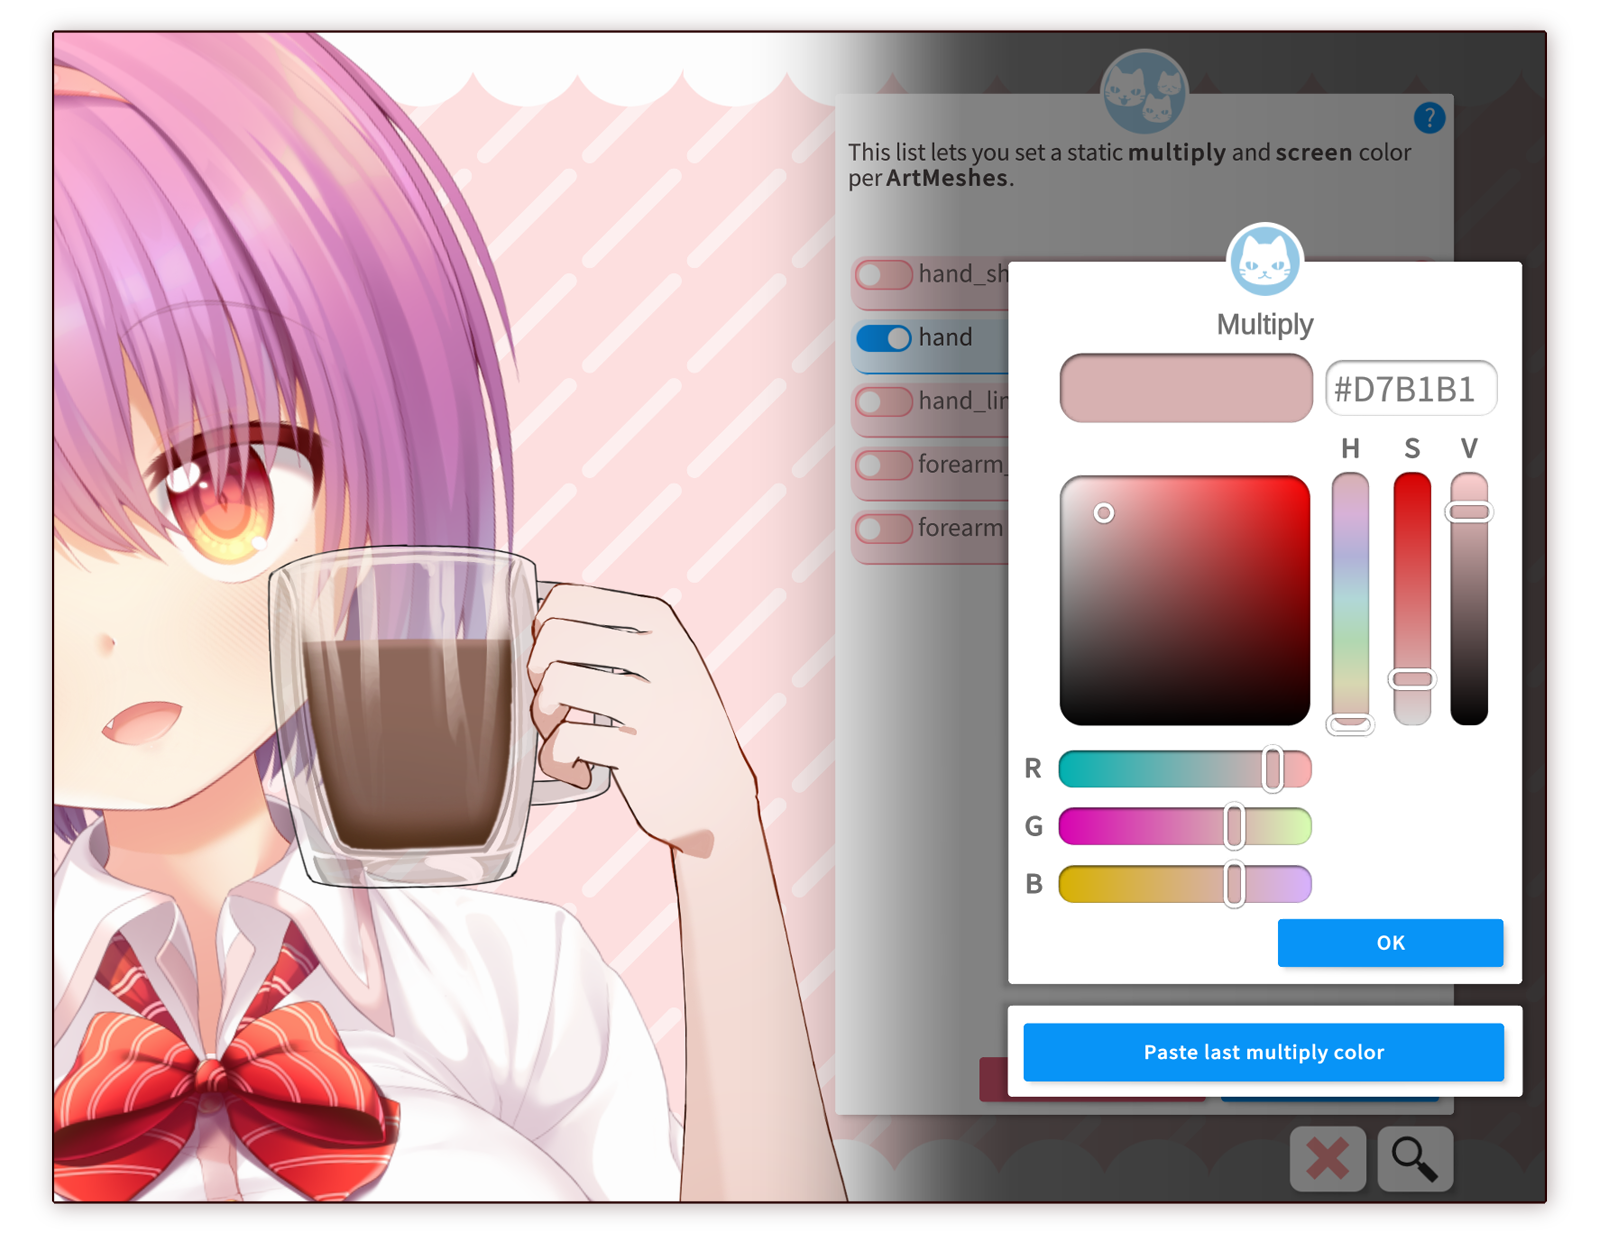 ?
This list lets you set a static multiply and screen color
per ArtMeshes.
hand_sh
hand
hand_lin
forearm_
forearm
Multiply
#D7B1B1
H S V
R
G
B
OK
Paste last multiply color